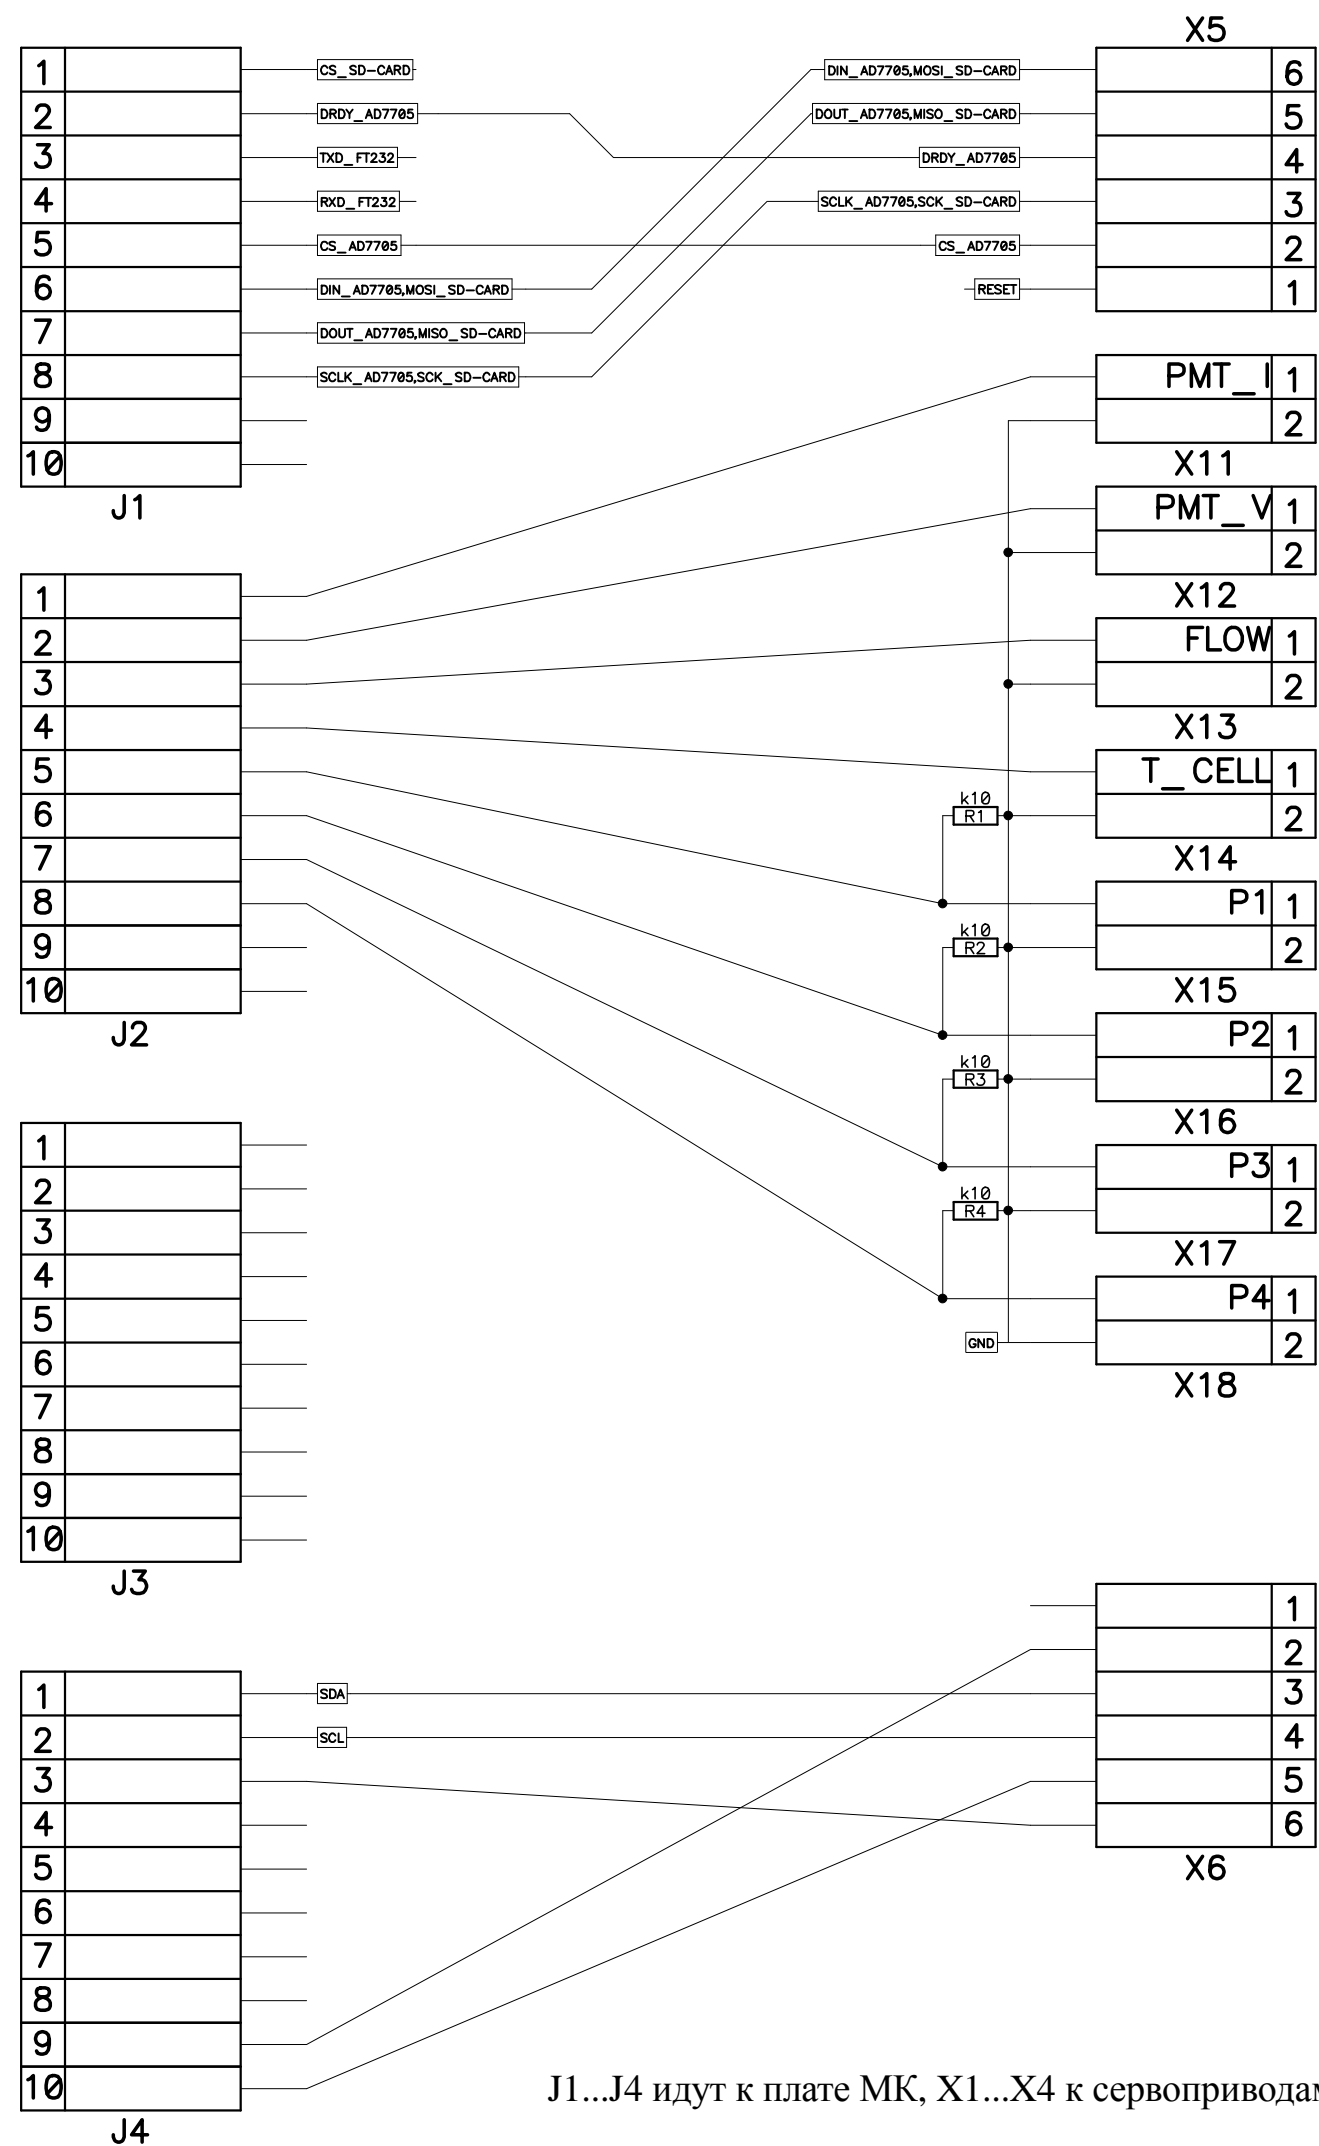 X5
1
CS_SD-CARD
DIN_AD7705,MOSI_SD-CARD
6
2
DRDY_AD7705
DOUT_AD7705,MISO_SD-CARD
5
3
TXD_FT232
DRDY_AD7705
4
4
RXD_FT232
SCLK_AD7705,SCK_SD-CARD
3
5
CS_AD7705
CS_AD7705
2
6
DIN_AD7705,MOSI_SD-CARD
RESET
1
7
DOUT_AD7705,MISO_SD-CARD
8
SCLK_AD7705,SCK_SD-CARD
9
10
J1
PMT_I 1
2
X11
PMT_V 1
2
X12
FLOW 1
2
X13
T_CELL 1
k10
R1
2
X14
P1 1
k10
R2
2
X15
P2 1
k10
R3
2
X16
P3 1
k10
R4
2
X17
P4 1
GND
2
X18
1
2
3
4
5
6
7
8
9
10
J2
1
2
3
4
5
6
7
8
9
10
J3
1
2
3
4
5
6
X6
1
SDA
2
SCL
3
4
5
6
7
8
9
10
J4
J1...J4 идут к плате МК, X1...X4 к сервоприводам